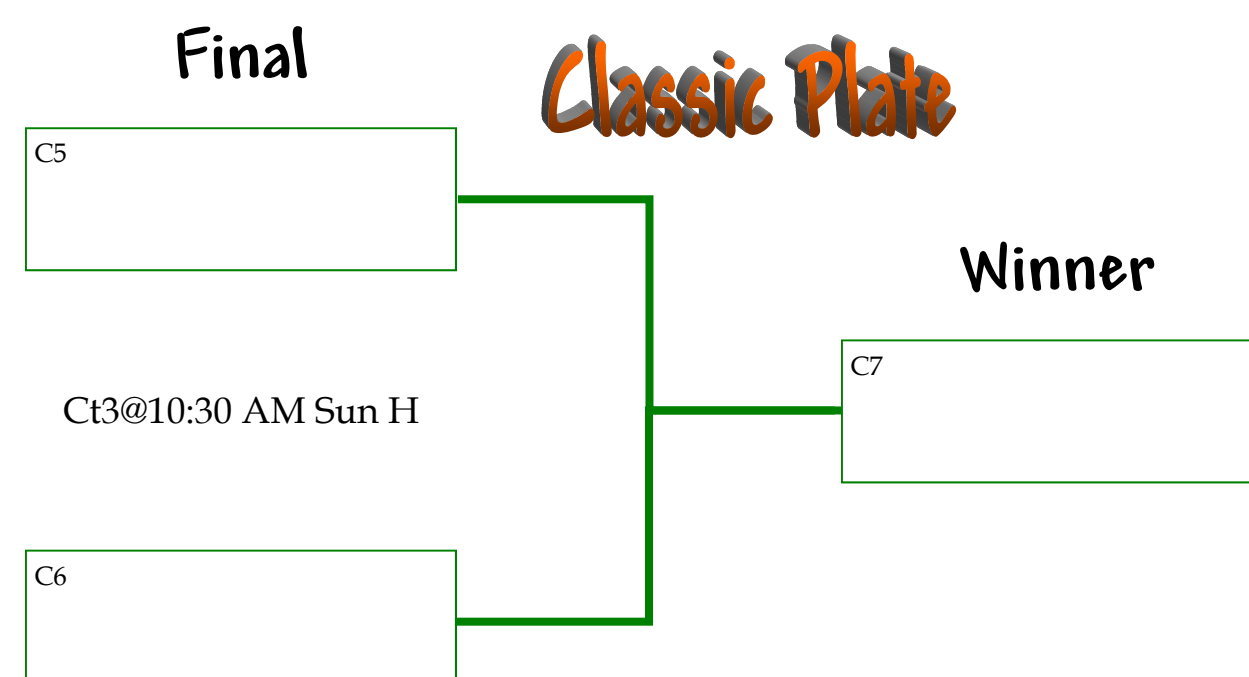 Final
Classic Plate
C5
Winner
C7
Ct3@10:30 AM Sun H
C6